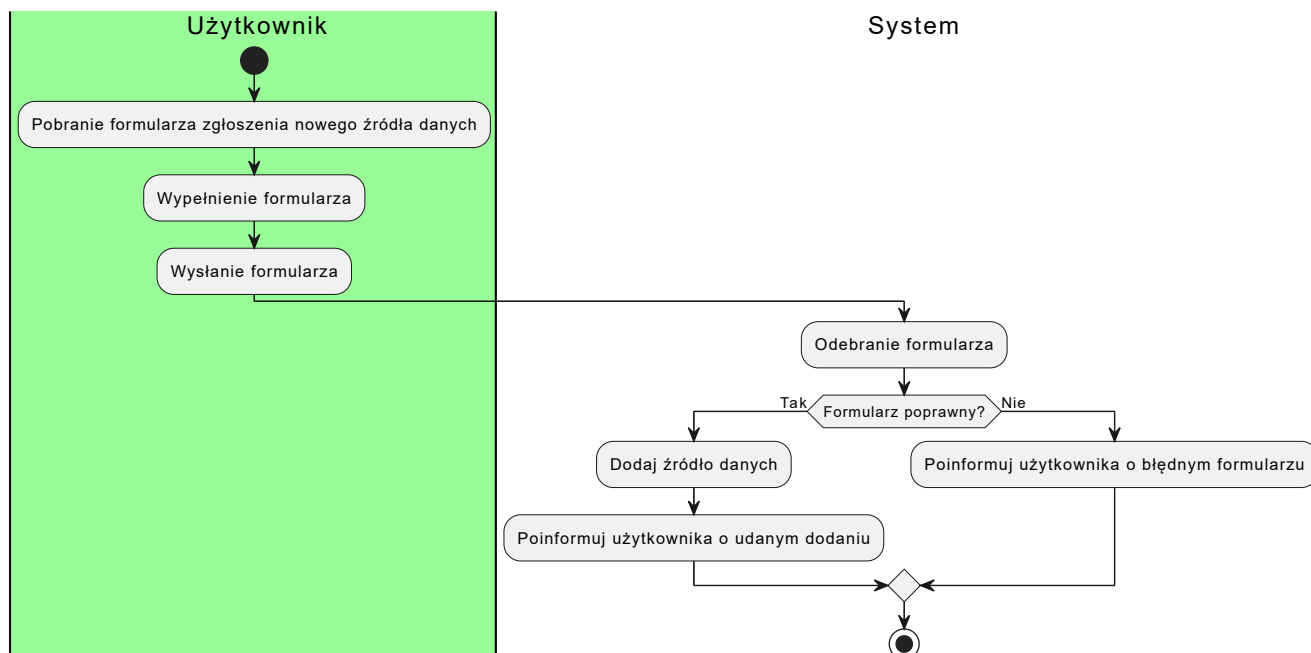 Użytkownik
System
Pobranie formularza zgłoszenia nowego źródła danych
Wypełnienie formularza
Wysłanie formularza
Odebranie formularza
Tak
Formularz poprawny?
Nie
Dodaj źródło danych
Poinformuj użytkownika o błędnym formularzu
Poinformuj użytkownika o udanym dodaniu